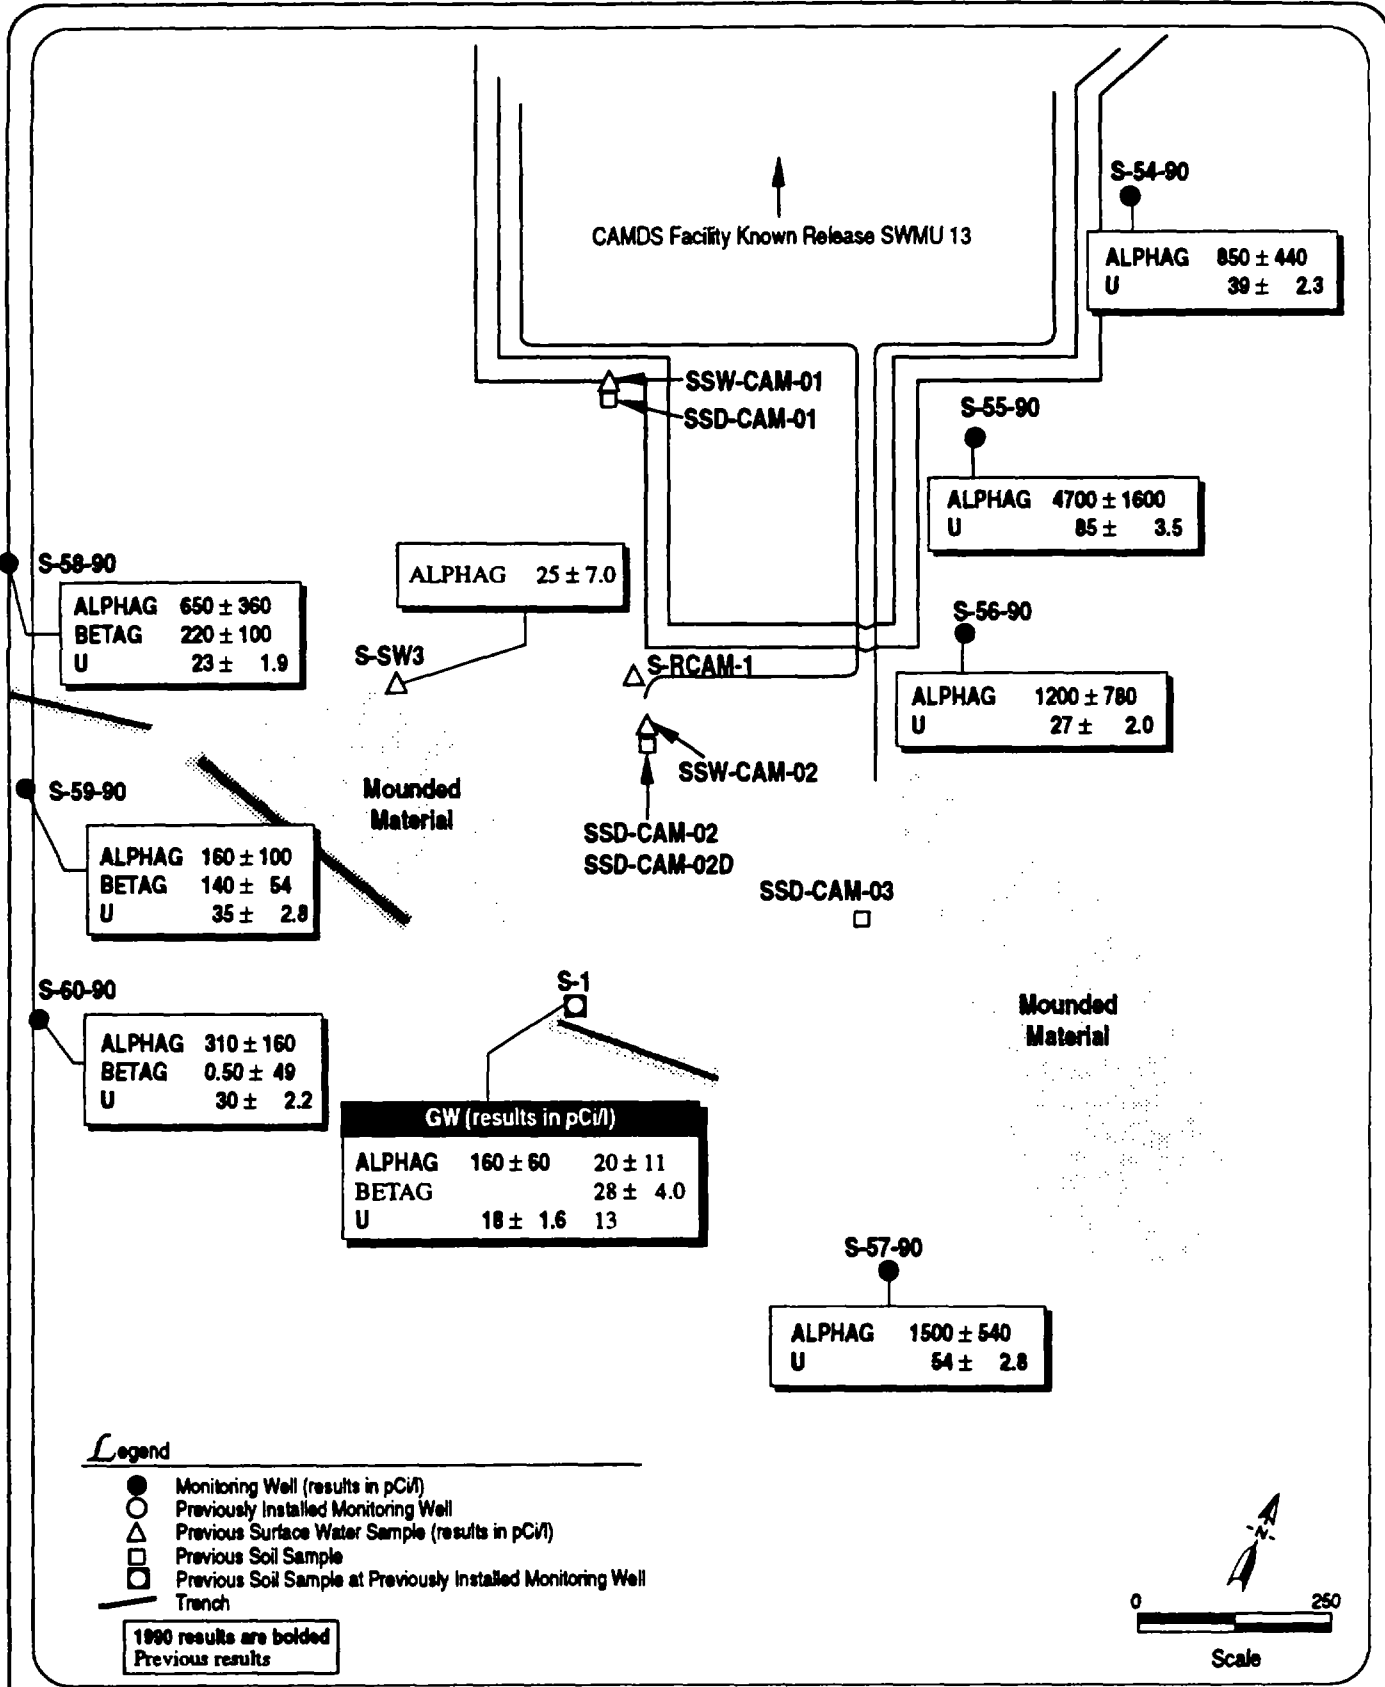 S-54-90
CAMDS Facility Known Release SWMU 13
ALPHAG 850 ± 440
U 39 ± 2.3
SSW-CAM-01
SSD-CAM-01
S-55-90
ALPHAG 4700 ± 1600
U 85 ± 3.5
S-58-90
ALPHAG 650 ± 360
BETAG 220 ± 100
U 23 ± 1.9
ALPHAG 25 ± 7.0
S-SW3
S-RCAM-1
S-56-90
ALPHAG 1200 ± 780
U 27 ± 2.0
SSW-CAM-02
Mounded
Material
S-59-90
ALPHAG 160 ± 100
BETAG 140 ± 54
U 35 ± 2.8
SSD-CAM-02
SSD-CAM-02D
SSD-CAM-03
S-60-90
ALPHAG 310 ± 160
BETAG 0.50 ± 49
U 30 ± 2.2
S-1
Mounded
Material
GW (results in pCi/l)
ALPHAG 160 ± 60 20 ± 11
BETAG 28 ± 4.0
U 18 ± 1.6 13
S-57-90
ALPHAG 1500 ± 540
U 54 ± 2.8
Legend
Monitoring Well (results in pCi/l)
Previously Installed Monitoring Well
Previous Surface Water Sample (results in pCi/l)
Previous Soil Sample
Previous Soil Sample at Previously Installed Monitoring Well
Trench
1990 results are bolded
Previous results
N
0 250
Scale